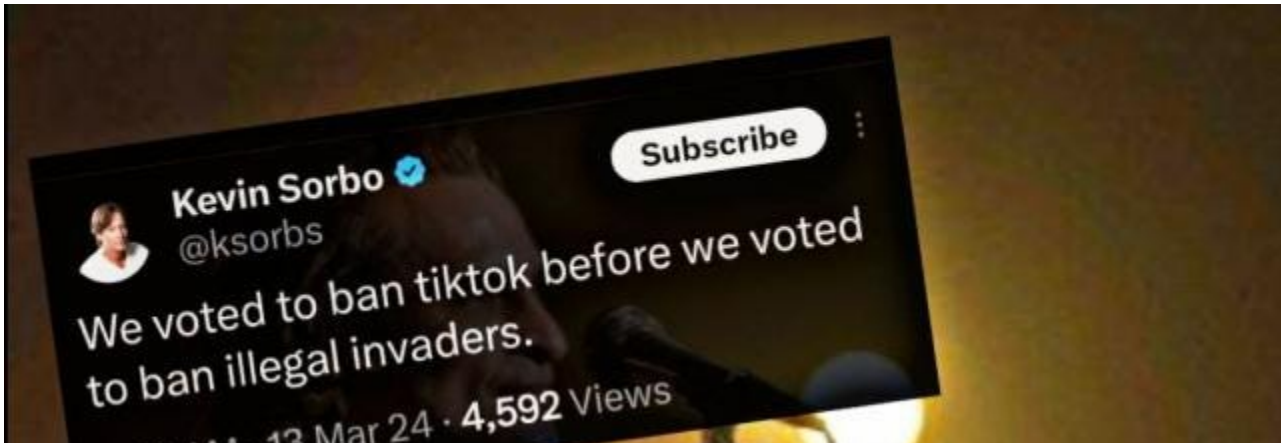 Kevin Sorbo
Subscribe
@ksorbs
We voted to ban tiktok before we voted
to ban illegal invaders.
13 Mar 24 · 4,592 Views